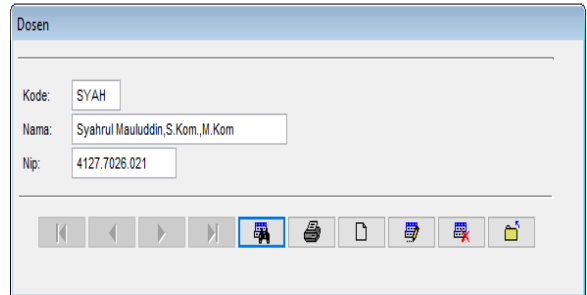 Dosen
Kode: SYAH
Nama: Syahrul Mauluddin,S.Kom.,M.Kom
Nip: 4127.7026.021